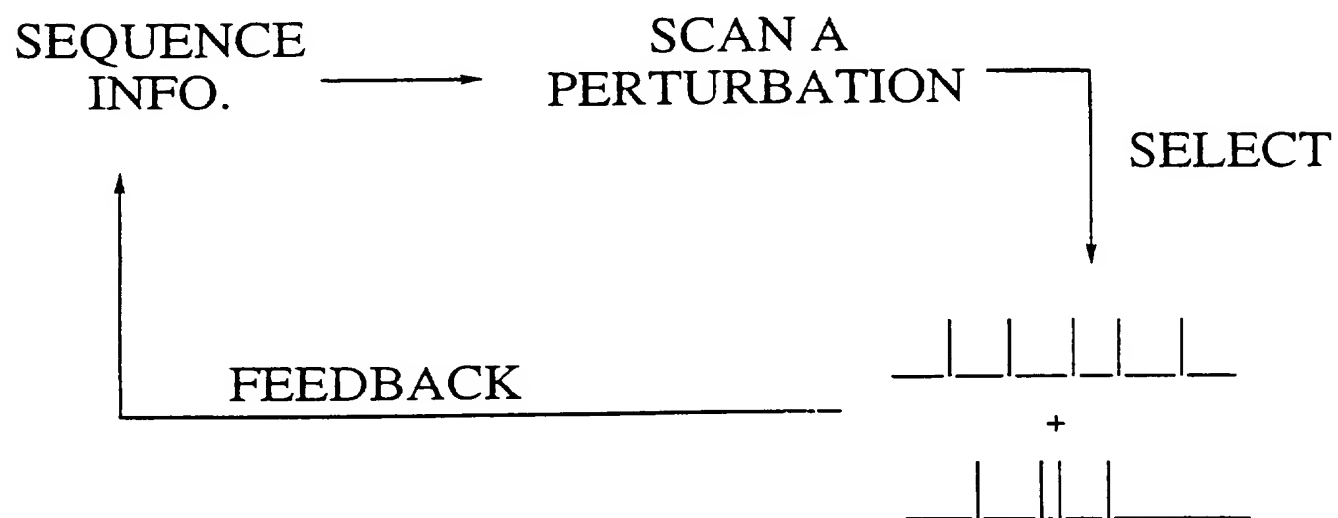 SEQUENCE
INFO.
SCAN A
PERTURBATION
SELECT
FEEDBACK
+